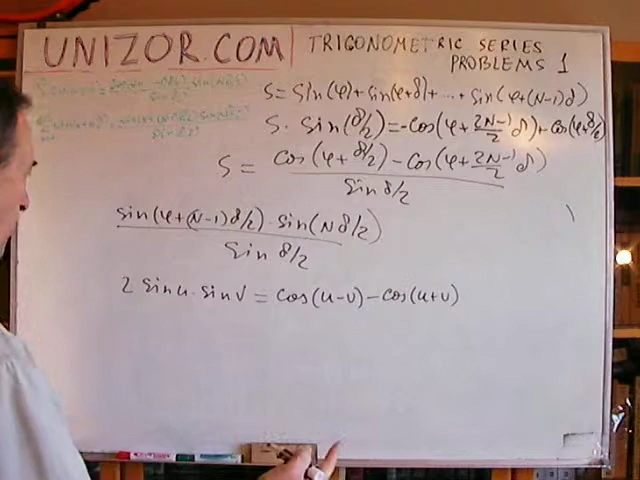 UNIZOR.COM
TRIGONOMETRIC SERIES
PROBLEMS 1
S = Sin(φ) + sin(φ+δ) + ... + sin(φ+(N-1)δ)
S · sin(δ/2) = -cos(φ + 2N-1/2 δ) + cos(φ-δ/2)
S = cos(φ+δ/2) - cos(φ + 2N-1/2 δ) / sin δ/2
sin(φ+(N-1)δ/2) · sin(Nδ/2) / sin δ/2
2 sin u · sin v = cos(u-v) - cos(u+v)